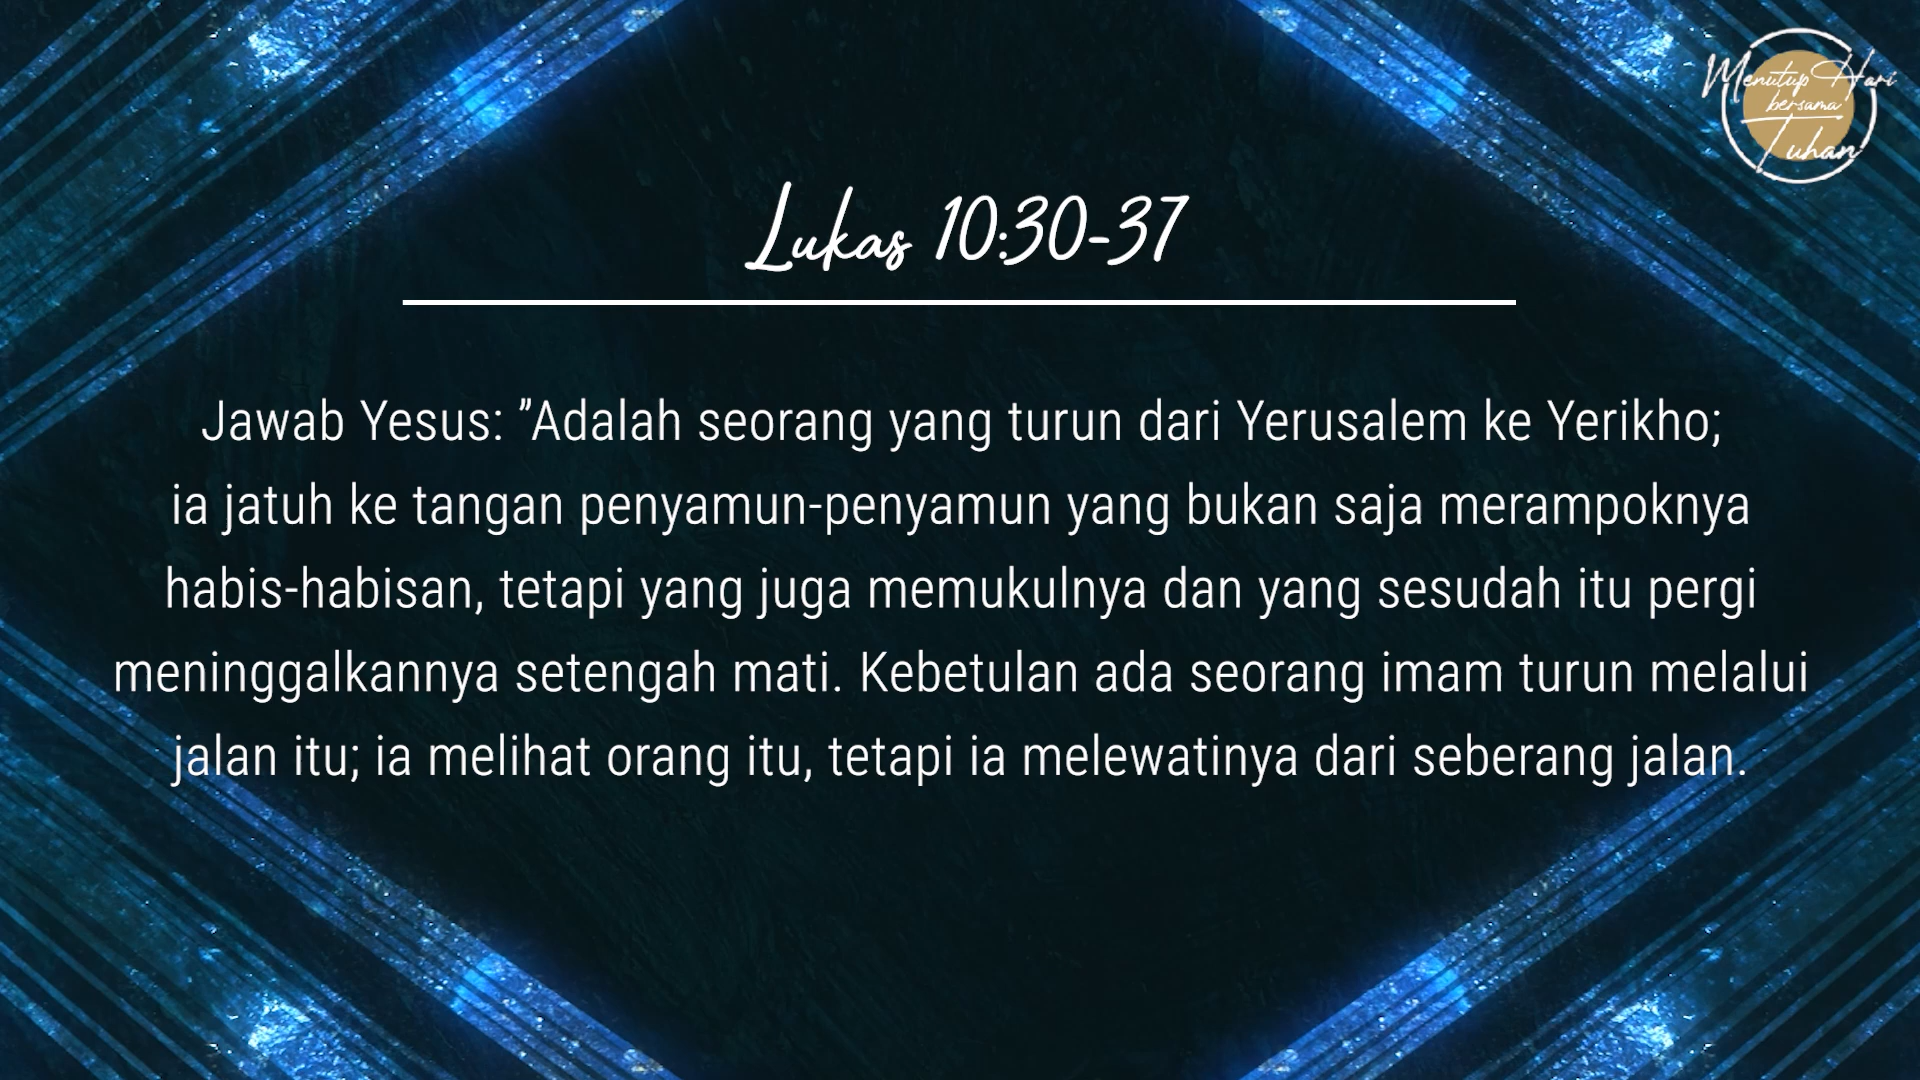 Menutup Hari
bersama
Tuhan
Lukas 10:30-37
Jawab Yesus: ”Adalah seorang yang turun dari Yerusalem ke Yerikho;
ia jatuh ke tangan penyamun-penyamun yang bukan saja merampoknya
habis-habisan, tetapi yang juga memukulnya dan yang sesudah itu pergi
meninggalkannya setengah mati. Kebetulan ada seorang imam turun melalui
jalan itu; ia melihat orang itu, tetapi ia melewatinya dari seberang jalan.